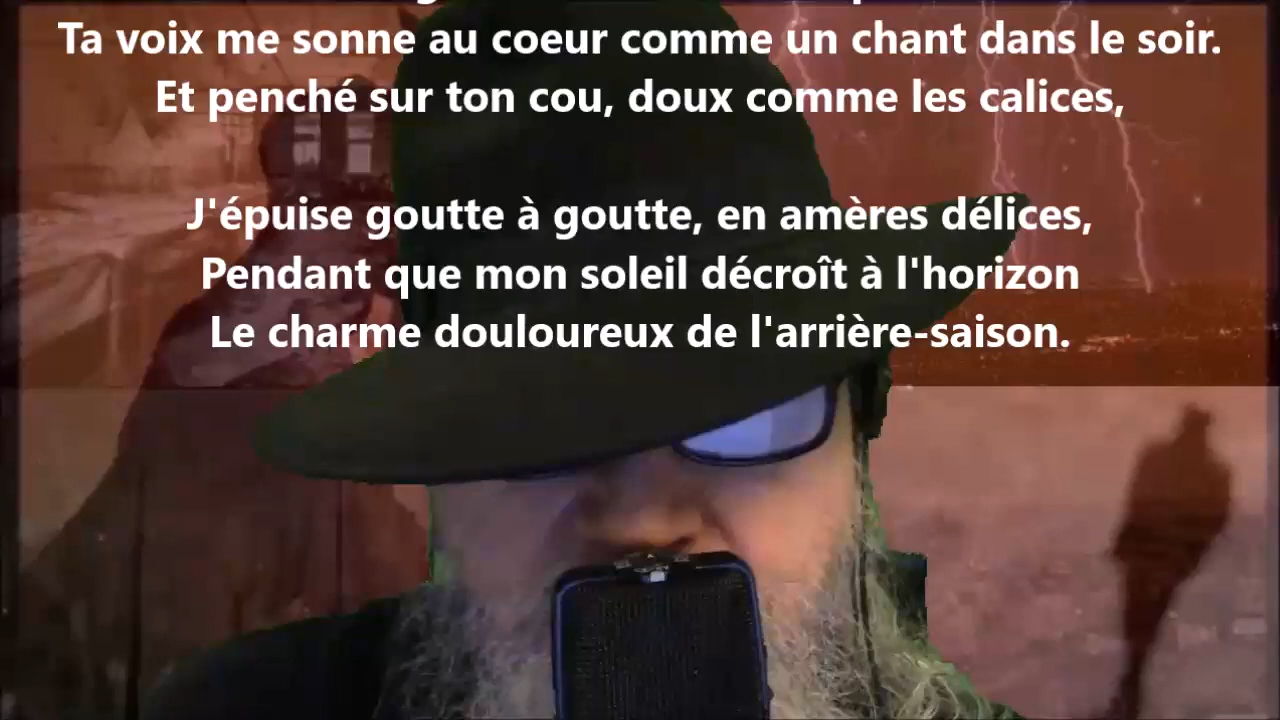 Ta voix me sonne au coeur comme un chant dans le soir.
Et penché sur ton cou, doux comme les calices,
J'épuise goutte à goutte, en amères délices,
Pendant que mon soleil décroît à l'horizon
Le charme douloureux de l'arrière-saison.